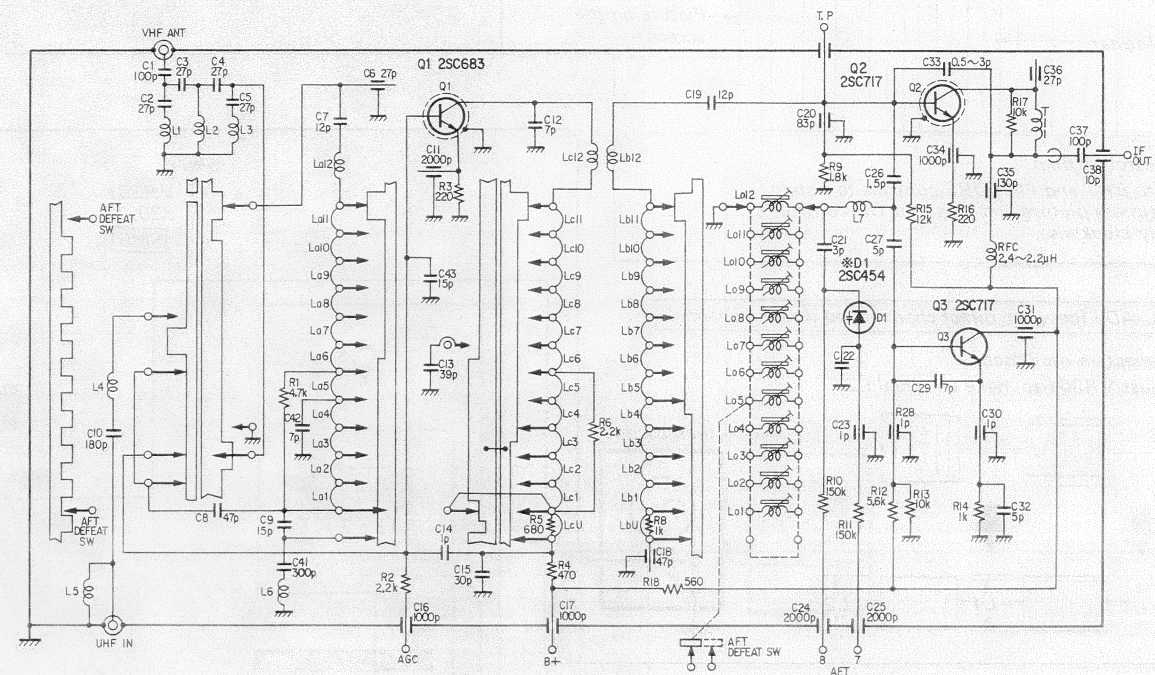 T. P
VHF ANT
C1
100p
C3
27p
C4
27p
C2
27p
C5
27p
L1
L2
L3
C6 27p
C7
12p
La12
Q1 2SC683
Q1
C11
2000p
R3
220
C12
7p
Lc12
Lb12
C19
12p
Q2
2SC717
C33
0.5~3p
Q2
C36
27p
R17
10k
T1
C20
83p
C34
1000p
C37
100p
IF
OUT
C38
10p
C35
130p
R9
1.8k
C26
1.5p
R15
12k
R16
220
L7
C21
3p
C27
5p
RFC
2.4~2.2µH
AFT
DEFEAT
SW
La11
La10
La9
La8
La7
La6
La5
La4
La3
La2
La1
C43
15p
C13
39p
Lc11
Lc10
Lc9
Lc8
Lc7
Lc6
Lc5
Lc4
Lc3
Lc2
Lc1
LcU
Lb11
Lb10
Lb9
Lb8
Lb7
Lb6
Lb5
Lb4
Lb3
Lb2
Lb1
LbU
Lo12
Lo11
Lo10
Lo9
Lo8
Lo7
Lo6
Lo5
Lo4
Lo3
Lo2
Lo1
※D1
2SC454
D1
Q3 2SC717
Q3
C31
1000p
C22
C29
7p
L4
C10
180p
R1
4.7k
C42
7p
R6
2.2k
C23
1p
R28
1p
C30
1p
R10
150k
R11
150k
R12
5.6k
R13
10k
R14
1k
C32
5p
AFT
DEFEAT
SW
C8
47p
C9
15p
C41
300p
L6
L5
C14
1p
C15
30p
R5
680
R4
470
R8
1k
C18
47p
R18
560
R2
2.2k
C16
1000p
C17
1000p
C24
2000p
C25
2000p
UHF IN
AGC
B+
AFT
DEFEAT SW
8
7
AFT